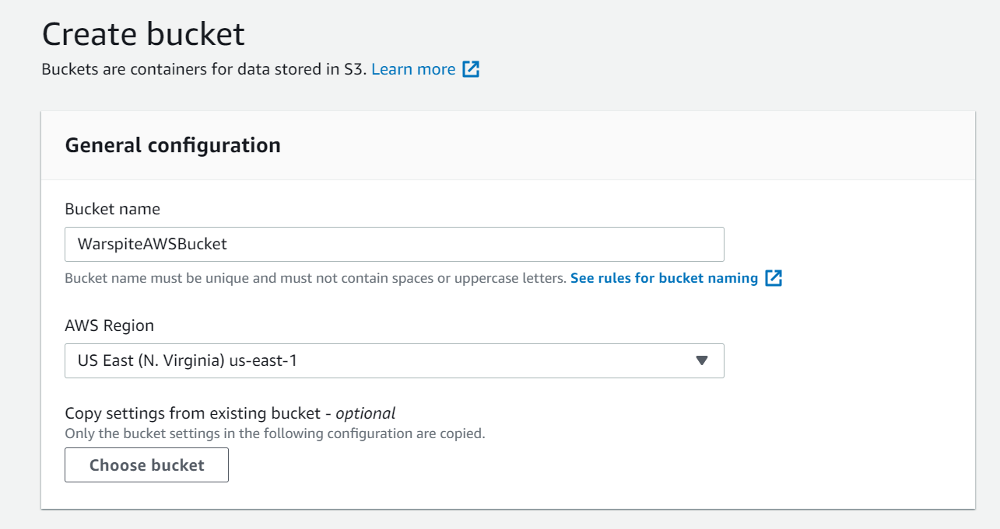 Create bucket
Buckets are containers for data stored in S3. Learn more
General configuration
Bucket name
WarspiteAWSBucket
Bucket name must be unique and must not contain spaces or uppercase letters. See rules for bucket naming
AWS Region
US East (N. Virginia) us-east-1
Copy settings from existing bucket - optional
Only the bucket settings in the following configuration are copied.
Choose bucket